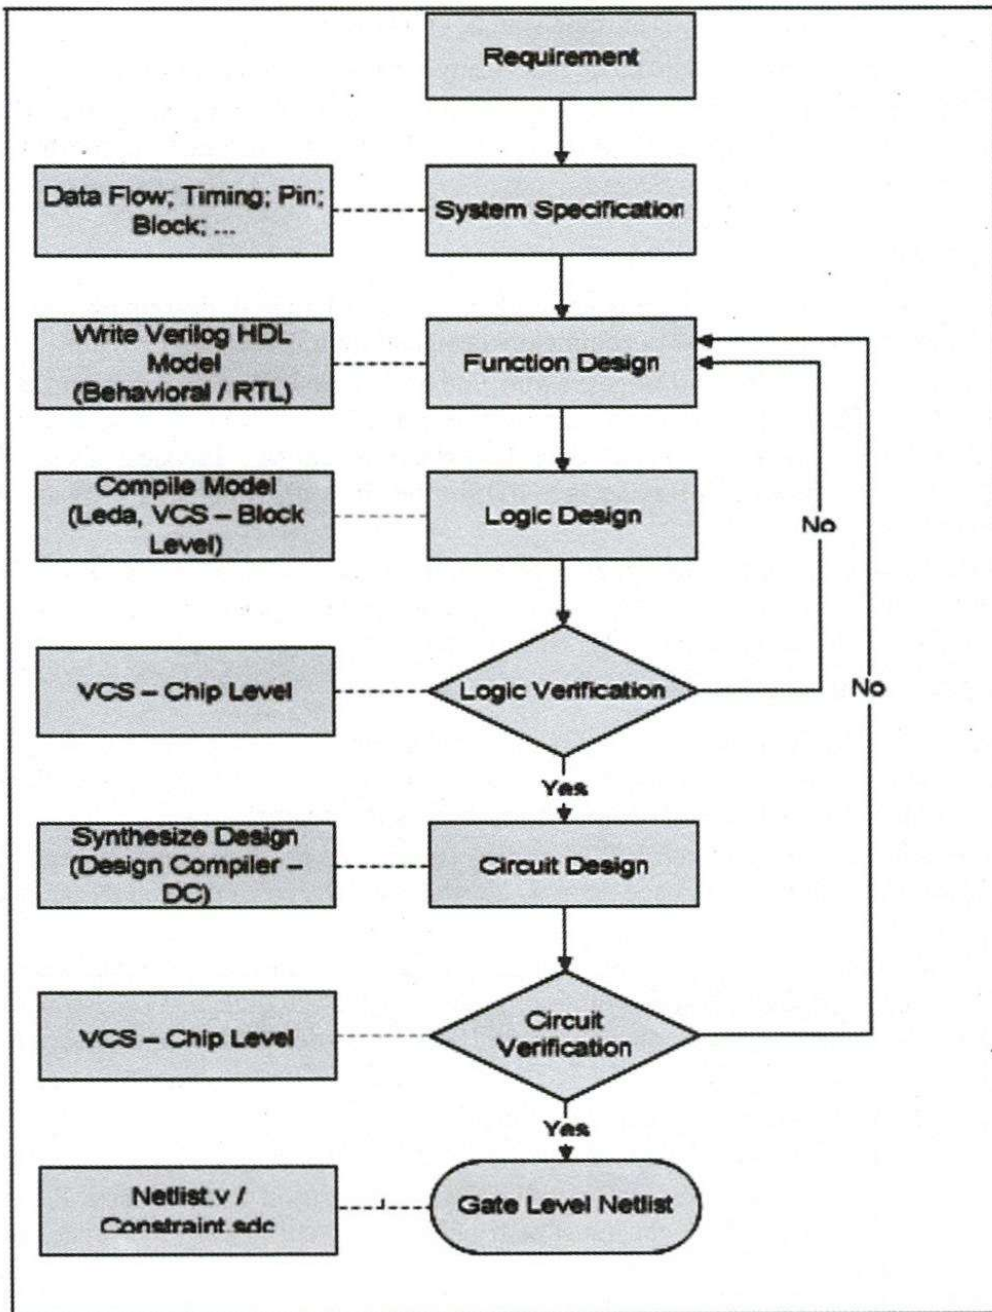 Requirement
Data Flow; Timing; Pin;
Block; ...
System Specification
Write Verilog HDL
Model
(Behavioral / RTL)
Function Design
Compile Model
(Leda, VCS – Block
Level)
Logic Design
No
VCS – Chip Level
Logic Verification
No
Yes
Synthesize Design
(Design Compiler –
DC)
Circuit Design
VCS – Chip Level
Circuit
Verification
Yes
Netlist.v /
Constraint.sdc
Gate Level Netlist